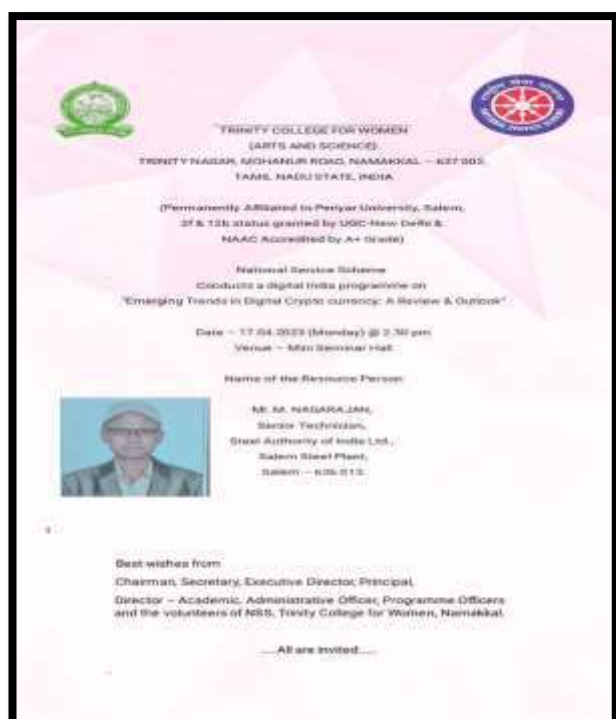 TRINITY COLLEGE FOR WOMEN
(ARTS AND SCIENCE)
TRINITY NAGAR, MOHANUR ROAD, NAMAKKAL – 637 002.
TAMIL NADU STATE, INDIA
(Permanently Affiliated to Periyar University, Salem,
2f & 12b status granted by UGC-New Delhi &
NAAC Accredited by A+ Grade)
National Service Scheme
Conducts a digital India programme on
"Emerging Trends in Digital Crypto currency: A Review & Outlook"
Date – 17.04.2023 (Monday) @ 2.30 pm
Venue – Mini Seminar Hall
Name of the Resource Person
Mr. M. NAGARAJAN,
Senior Technician,
Steel Authority of India Ltd.,
Salem Steel Plant,
Salem – 636 013.
Best wishes from
Chairman, Secretary, Executive Director, Principal,
Director – Academic, Administrative Officer, Programme Officers
and the volunteers of NSS, Trinity College for Women, Namakkal.
.....All are invited.....